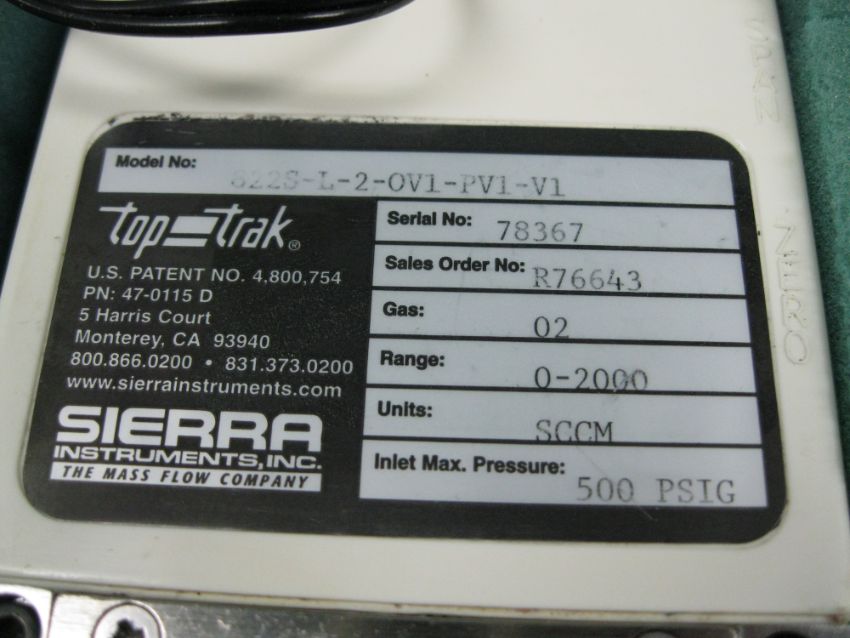 Model No: 822S-L-2-OV1-PV1-V1
top-trak®
U.S. PATENT NO. 4,800,754
PN: 47-0115 D
5 Harris Court
Monterey, CA 93940
800.866.0200 • 831.373.0200
www.sierrainstruments.com
SIERRA
INSTRUMENTS, INC.
THE MASS FLOW COMPANY
Serial No: 78367
Sales Order No: R76643
Gas: O2
Range: 0-2000
Units: SCCM
Inlet Max. Pressure: 500 PSIG